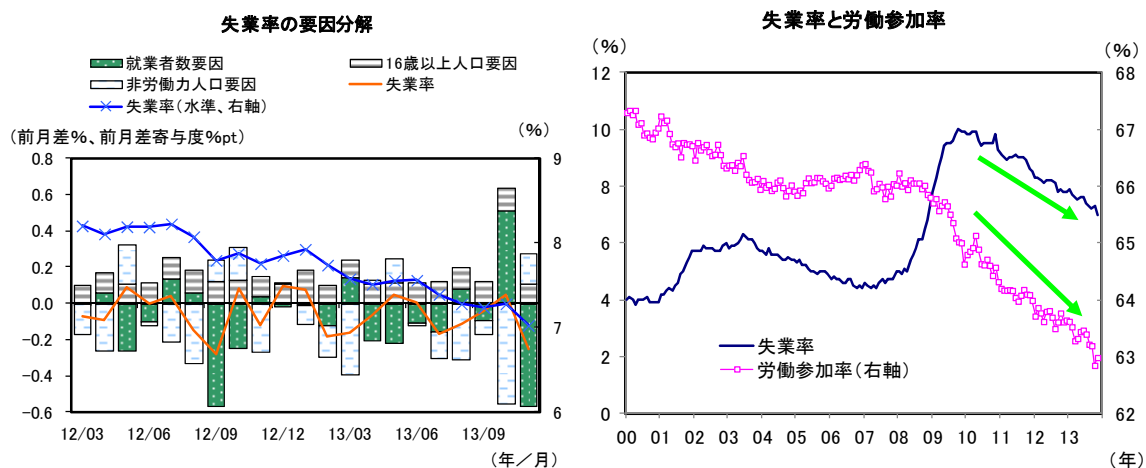 失業率の要因分解
就業者数要因
16歳以上人口要因
非労働力人口要因
失業率
失業率(水準、右軸)
(前月差%、前月差寄与度%pt)
(%)
0.8
0.6
0.4
0.2
0.0
-0.2
-0.4
-0.6
9
8
7
6
12/03 12/06 12/09 12/12 13/03 13/06 13/09
(年/月)
失業率と労働参加率
(%)
(%)
12
10
8
6
4
2
0
68
67
66
65
64
63
62
失業率
労働参加率(右軸)
00 01 02 03 04 05 06 07 08 09 10 11 12 13
(年)